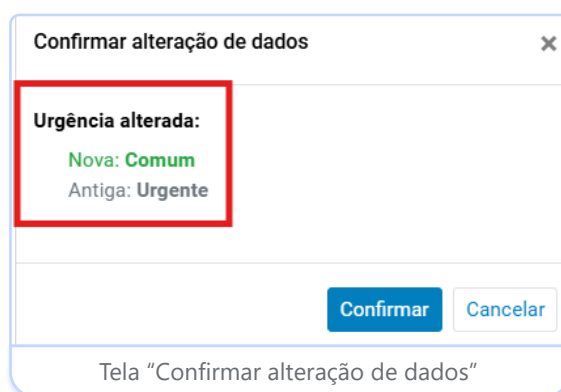 Confirmar alteração de dados ×
Urgência alterada:
Nova: Comum
Antiga: Urgente
Confirmar Cancelar
Tela “Confirmar alteração de dados”